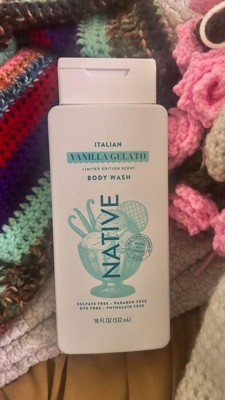 ITALIAN
VANILLA GELATO
LIMITED EDITION SCENT
BODY WASH
NATIVE
SULFATE FREE - PARABEN FREE
DYE FREE - PHTHALATE FREE
18 FL OZ (532 mL)